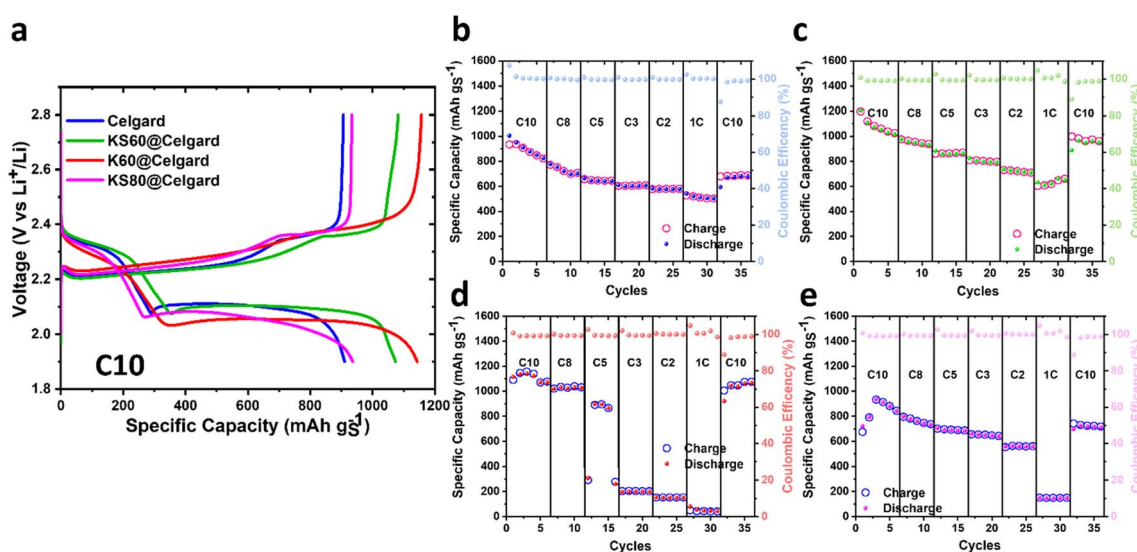 a
Voltage (V vs Li+/Li)
2.8
2.6
2.4
2.2
2.0
1.8
Celgard
KS60@Celgard
K60@Celgard
KS80@Celgard
C10
0 200 400 600 800 1000 1200
Specific Capacity (mAh gs-1)
b
Specific Capacity (mAh gs-1)
1600
1400
1200
1000
800
600
400
200
0
C10 C8 C5 C3 C2 1C C10
Charge
Discharge
100
80
60
40
20
0
Coulombic Efficency (%)
0 5 10 15 20 25 30 35
Cycles
c
Specific Capacity (mAh gs-1)
1600
1400
1200
1000
800
600
400
200
0
C10 C8 C5 C3 C2 1C C10
Charge
Discharge
100
80
60
40
20
0
Coulombic Efficency (%)
0 5 10 15 20 25 30 35
Cycles
d
Specific Capacity (mAh gs-1)
1600
1400
1200
1000
800
600
400
200
0
C10 C8 C5 C3 C2 1C C10
Charge
Discharge
100
80
60
40
20
0
Coulombic Efficency (%)
0 5 10 15 20 25 30 35
Cycles
e
Specific Capacity (mAh gs-1)
1600
1400
1200
1000
800
600
400
200
0
C10 C8 C5 C3 C2 1C C10
Charge
Discharge
100
80
60
40
20
0
Coulombic Efficency (%)
0 5 10 15 20 25 30 35
Cycles